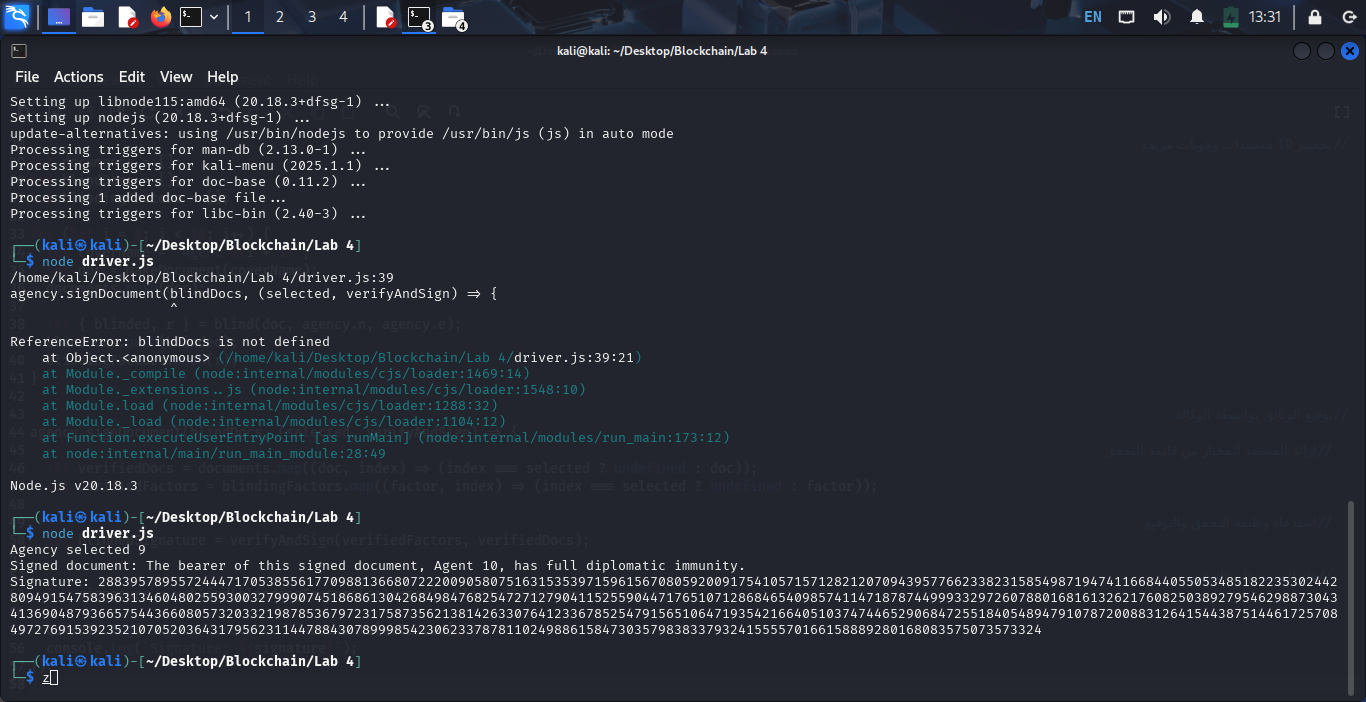 1 2 3 4 3 4 EN 13:31
kali@kali: ~/Desktop/Blockchain/Lab 4
File Actions Edit View Help
Setting up libnode115:amd64 (20.18.3+dfsg-1) ...
Setting up nodejs (20.18.3+dfsg-1) ...
update-alternatives: using /usr/bin/nodejs to provide /usr/bin/js (js) in auto mode
Processing triggers for man-db (2.13.0-1) ...
Processing triggers for kali-menu (2025.1.1) ...
Processing triggers for doc-base (0.11.2) ...
Processing 1 added doc-base file...
Processing triggers for libc-bin (2.40-3) ...
┌──(kali㉿kali)-[~/Desktop/Blockchain/Lab 4]
└─$ node driver.js
/home/kali/Desktop/Blockchain/Lab 4/driver.js:39
agency.signDocument(blindDocs, (selected, verifyAndSign) => {
^
ReferenceError: blindDocs is not defined
at Object.<anonymous> (/home/kali/Desktop/Blockchain/Lab 4/driver.js:39:21)
at Module._compile (node:internal/modules/cjs/loader:1469:14)
at Module._extensions..js (node:internal/modules/cjs/loader:1548:10)
at Module.load (node:internal/modules/cjs/loader:1288:32)
at Module._load (node:internal/modules/cjs/loader:1104:12)
at Function.executeUserEntryPoint [as runMain] (node:internal/modules/run_main:173:12)
at node:internal/main/run_main_module:28:49
Node.js v20.18.3
┌──(kali㉿kali)-[~/Desktop/Blockchain/Lab 4]
└─$ node driver.js
Agency selected 9
Signed document: The bearer of this signed document, Agent 10, has full diplomatic immunity.
Signature: 2883957895572444717053855617709881366807222009058075163153539715961567080592009175410571571282120709439577662338231585498719474116684405505348518223530244280949154758396313460480255930032799907451868613042684984768254727127904115255904471765107128684654098574114718787449993329726078801681613262176082503892795462988730434136904879366575443660805732033219878536797231758735621381426330764123367852547915651064719354216640510374744652906847255184054894791078720088312641544387514461725708497276915392352107052036431795623114478843078999854230623378781102498861584730357983833793241555557016615888928016808357507357332​4
┌──(kali㉿kali)-[~/Desktop/Blockchain/Lab 4]
└─$ z